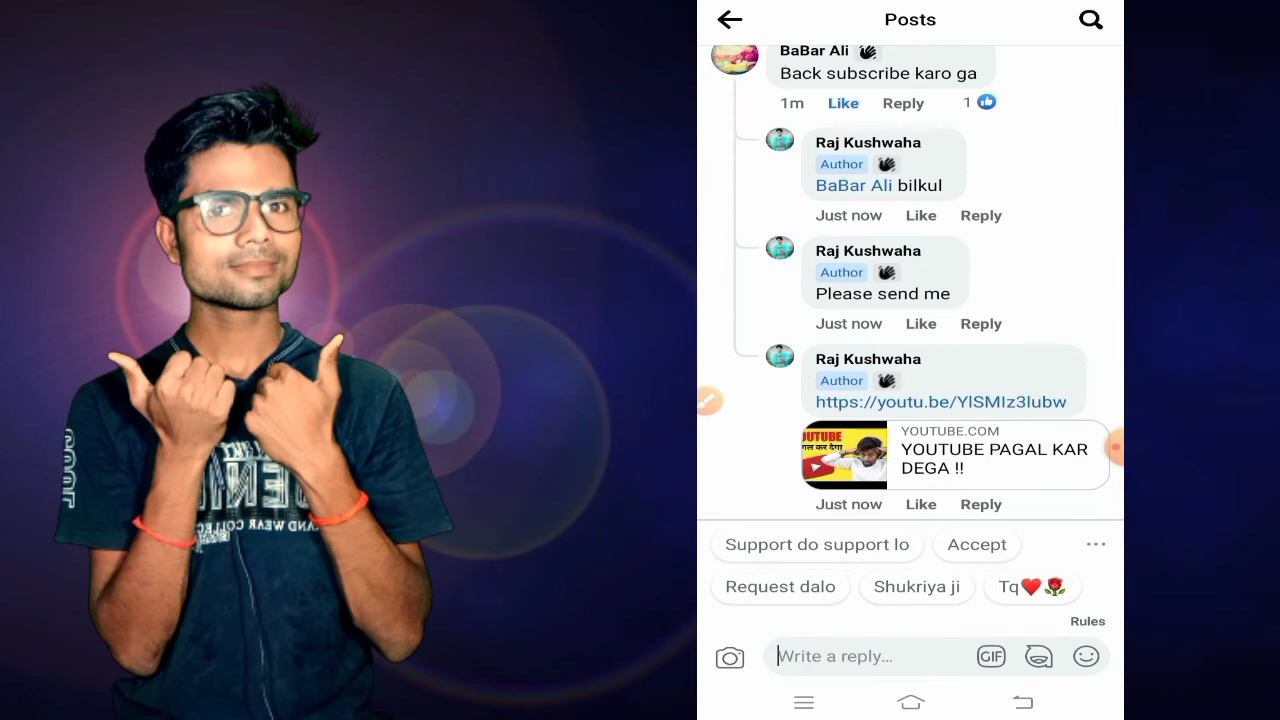 Posts
BaBar Ali
Back subscribe karo ga
1m Like Reply 1
Raj Kushwaha
Author
BaBar Ali bilkul
Just now Like Reply
Raj Kushwaha
Author
Please send me
Just now Like Reply
Raj Kushwaha
Author
https://youtu.be/YlSMIz3lubw
YOUTUBE.COM
YOUTUBE PAGAL KAR
DEGA !!
Just now Like Reply
Support do support lo Accept
Request dalo Shukriya ji Tq❤️🌹
Rules
Write a reply... GIF